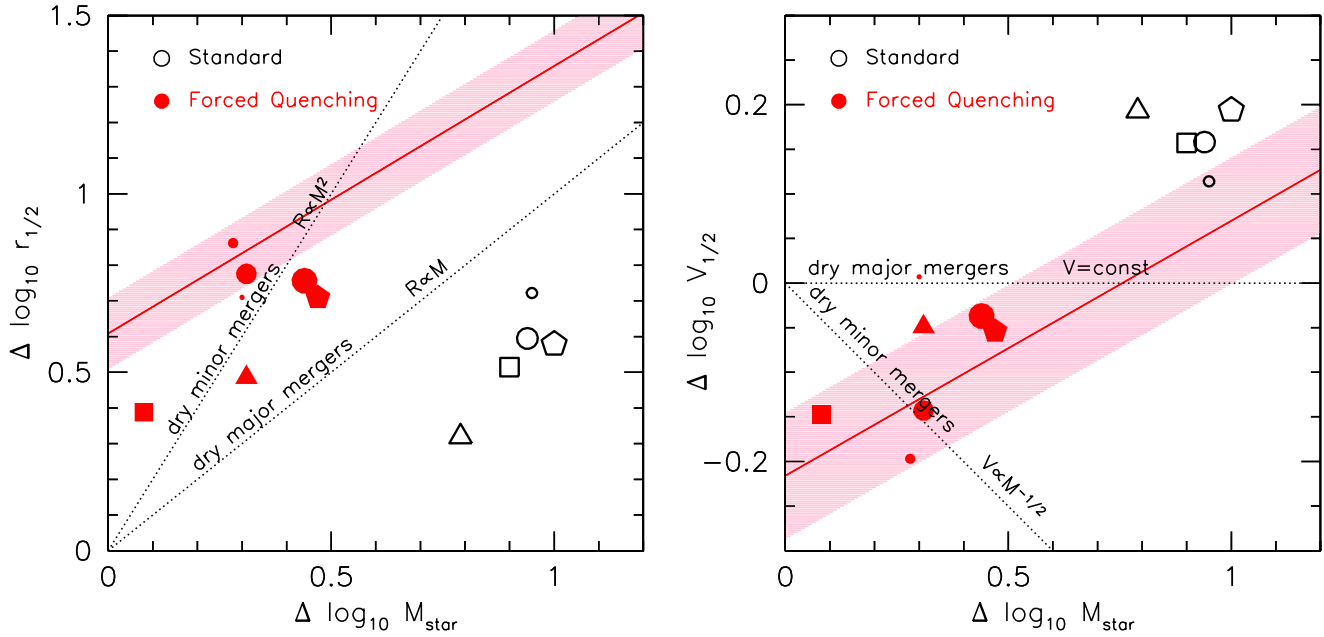 1.5
1
0.5
0
0
0.5
1
Δ log10 r1/2
Δ log10 Mstar
Standard
Forced Quenching
R∝M²
R∝M
dry minor mergers
dry major mergers
0.2
0
−0.2
0
0.5
1
Δ log10 V1/2
Δ log10 Mstar
Standard
Forced Quenching
dry major mergers
V=const
dry minor mergers
V∝M−1/2